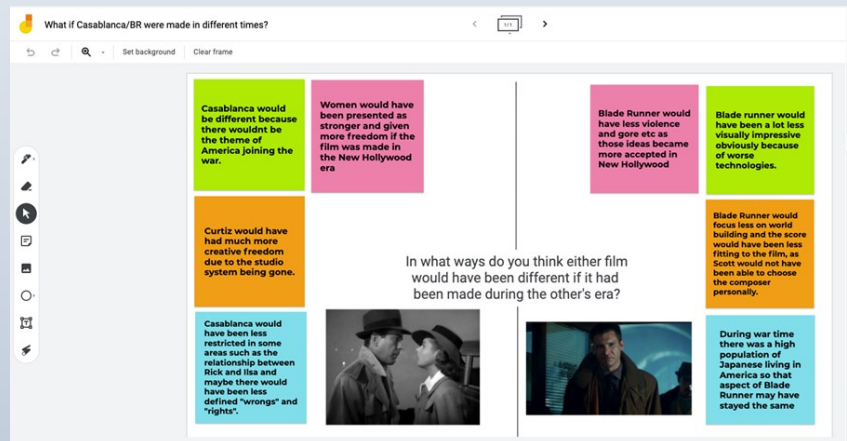 What if Casablanca/BR were made in different times?
1/1
Set background
Clear frame
Casablanca would
be different because
there wouldnt be
the theme of
America joining the
war.
Women would have
been presented as
stronger and given
more freedom if the
film was made in
the New Hollywood
era
Blade Runner would
have less violence
and gore etc as
those ideas became
more accepted in
New Hollywood
Blade runner would
have been a lot less
visually impressive
obviously because
of worse
technologies.
Curtiz would have
had much more
creative freedom
due to the studio
system being gone.
In what ways do you think either film
would have been different if it had
been made during the other's era?
Blade Runner would
focus less on world
building and the score
would have been less
fitting to the film, as
Scott would not have
been able to choose
the composer
personally.
Casablanca would
have been less
restricted in some
areas such as the
relationship between
Rick and Ilsa and
maybe there would
have been less
defined "wrongs" and
"rights".
During war time
there was a high
population of
Japanese living in
America so that
aspect of Blade
Runner may have
stayed the same